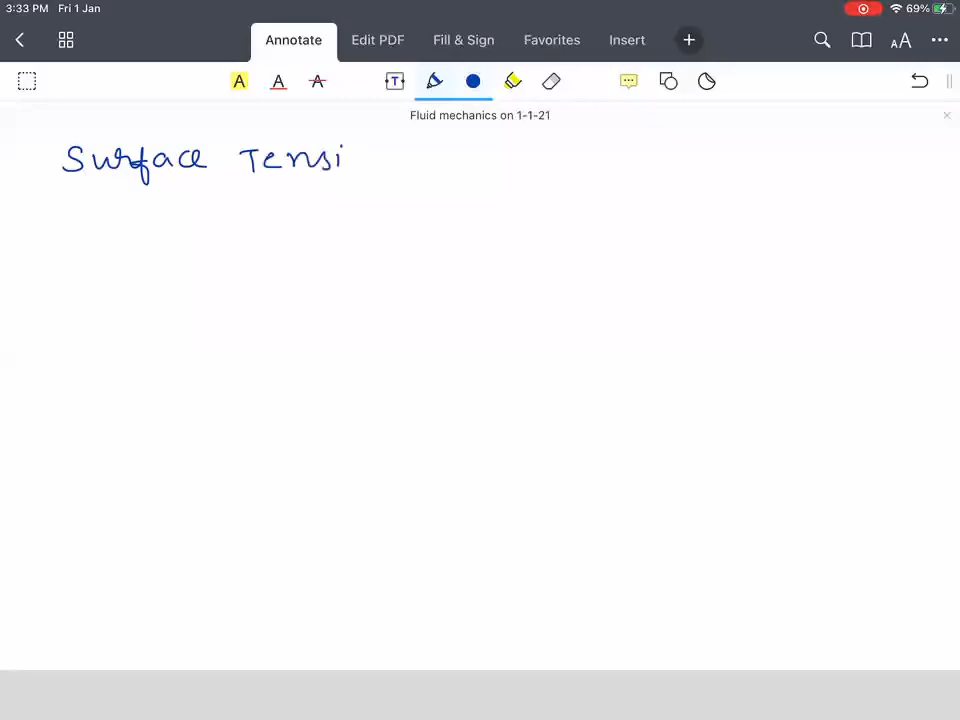 3:33 PM Fri 1 Jan 69%
Annotate Edit PDF Fill & Sign Favorites Insert
A A A T
Fluid mechanics on 1-1-21
Surface Tensi